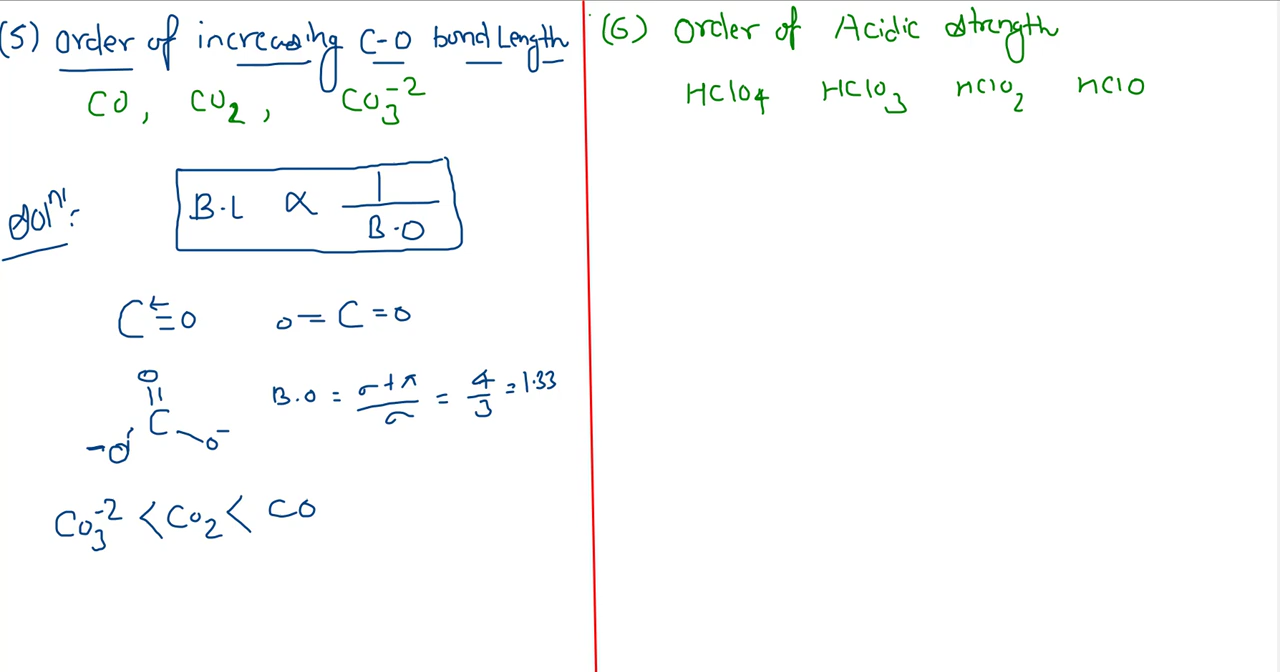 (5) Order of increasing C-O bond Length
CO, CO2, CO3^-2
Solⁿ:
B.L ∝ 1/B.O
C≡O O=C=O
O
||
C
-O O-
B.O = σ+π/σ = 4/3 = 1.33
CO3^-2 < CO2 < CO
(6) Order of Acidic strength
HClO4 HClO3 HClO2 HClO